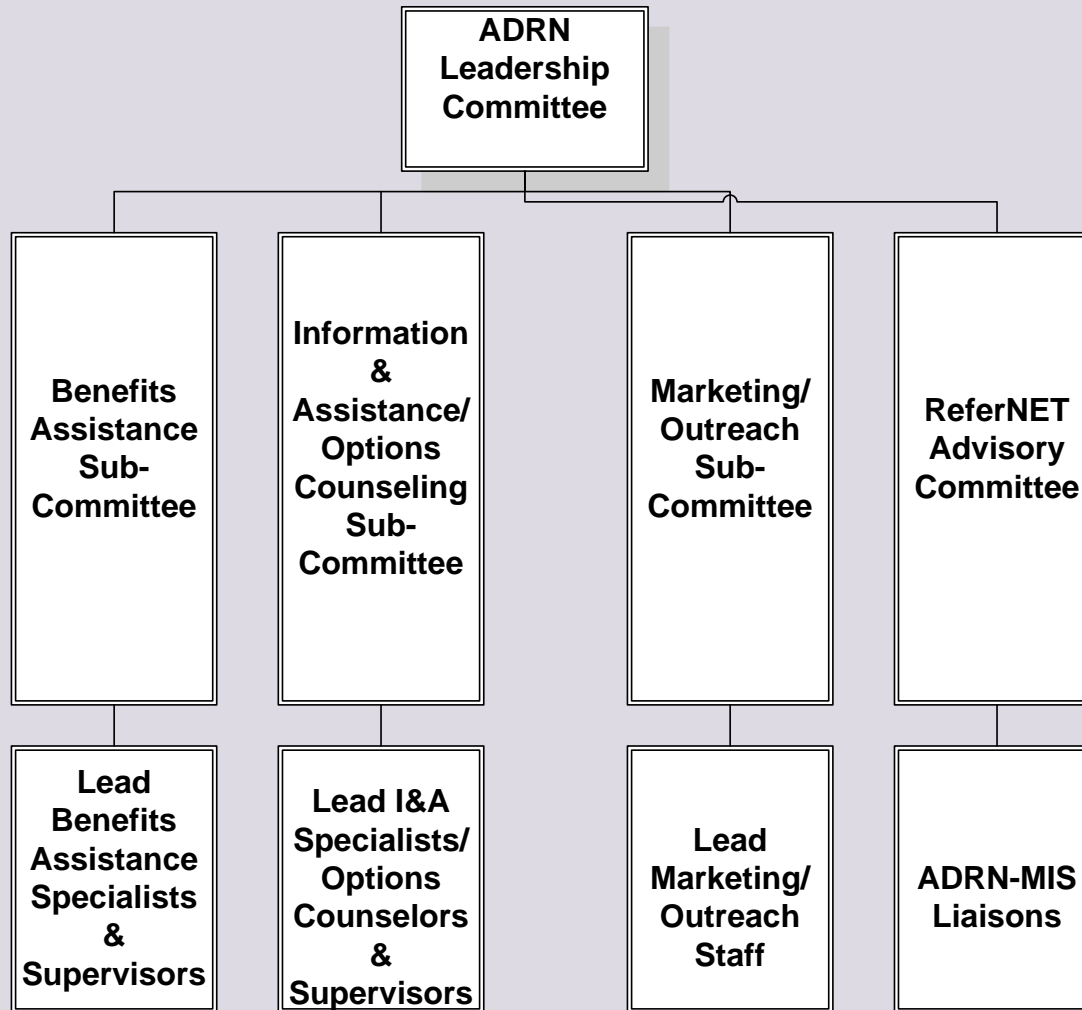 ADRN
Leadership
Committee
Benefits
Assistance
Sub-
Committee
Information
&
Assistance/
Options
Counseling
Sub-
Committee
Marketing/
Outreach
Sub-
Committee
ReferNET
Advisory
Committee
Lead
Benefits
Assistance
Specialists
&
Supervisors
Lead I&A
Specialists/
Options
Counselors
&
Supervisors
Lead
Marketing/
Outreach
Staff
ADRN-MIS
Liaisons